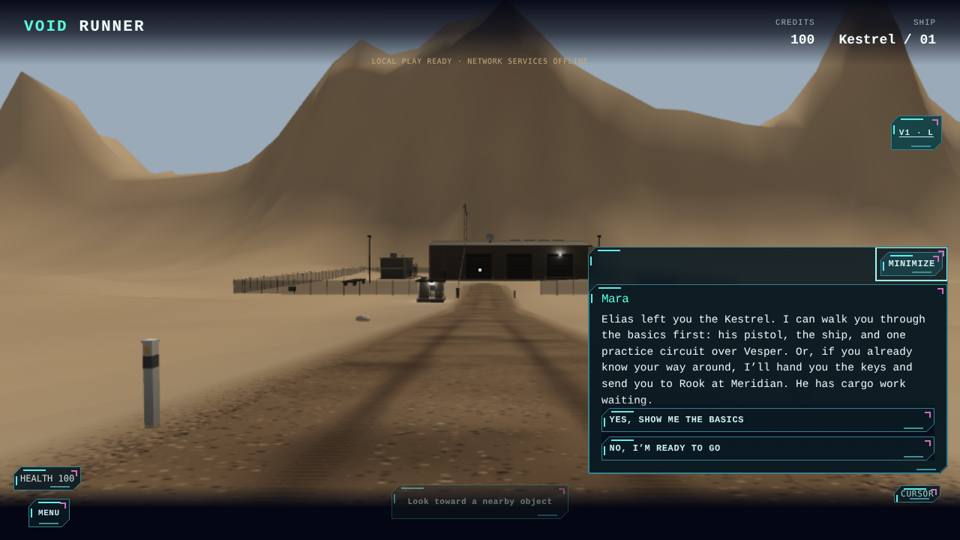 VOID RUNNER
CREDITS
100
SHIP
Kestrel / 01
LOCAL PLAY READY · NETWORK SERVICES OFFLINE
V1 · L
MINIMIZE
Mara
Elias left you the Kestrel. I can walk you through
the basics first: his pistol, the ship, and one
practice circuit over Vesper. Or, if you already
know your way around, I’ll hand you the keys and
send you to Rook at Meridian. He has cargo work
waiting.
YES, SHOW ME THE BASICS
NO, I’M READY TO GO
HEALTH 100
MENU
Look toward a nearby object
CURSOR